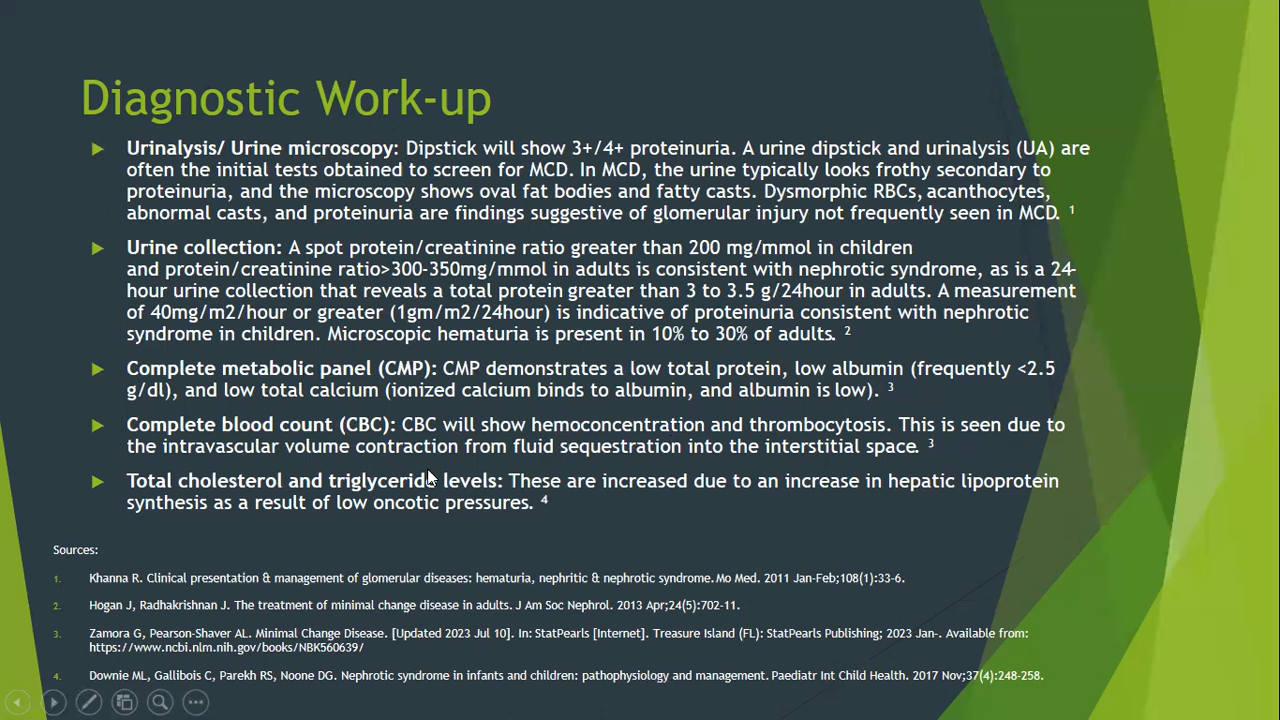 Diagnostic Work-up
Urinalysis/ Urine microscopy: Dipstick will show 3+/4+ proteinuria. A urine dipstick and urinalysis (UA) are
often the initial tests obtained to screen for MCD. In MCD, the urine typically looks frothy secondary to
proteinuria, and the microscopy shows oval fat bodies and fatty casts. Dysmorphic RBCs, acanthocytes,
abnormal casts, and proteinuria are findings suggestive of glomerular injury not frequently seen in MCD. 1
Urine collection: A spot protein/creatinine ratio greater than 200 mg/mmol in children
and protein/creatinine ratio>300-350mg/mmol in adults is consistent with nephrotic syndrome, as is a 24-
hour urine collection that reveals a total protein greater than 3 to 3.5 g/24hour in adults. A measurement
of 40mg/m2/hour or greater (1gm/m2/24hour) is indicative of proteinuria consistent with nephrotic
syndrome in children. Microscopic hematuria is present in 10% to 30% of adults. 2
Complete metabolic panel (CMP): CMP demonstrates a low total protein, low albumin (frequently <2.5
g/dl), and low total calcium (ionized calcium binds to albumin, and albumin is low). 3
Complete blood count (CBC): CBC will show hemoconcentration and thrombocytosis. This is seen due to
the intravascular volume contraction from fluid sequestration into the interstitial space. 3
Total cholesterol and triglyceride levels: These are increased due to an increase in hepatic lipoprotein
synthesis as a result of low oncotic pressures. 4
Sources:
1. Khanna R. Clinical presentation & management of glomerular diseases: hematuria, nephritic & nephrotic syndrome. Mo Med. 2011 Jan-Feb;108(1):33-6.
2. Hogan J, Radhakrishnan J. The treatment of minimal change disease in adults. J Am Soc Nephrol. 2013 Apr;24(5):702-11.
3. Zamora G, Pearson-Shaver AL. Minimal Change Disease. [Updated 2023 Jul 10]. In: StatPearls [Internet]. Treasure Island (FL): StatPearls Publishing; 2023 Jan-. Available from:
https://www.ncbi.nlm.nih.gov/books/NBK560639/
4. Downie ML, Gallibois C, Parekh RS, Noone DG. Nephrotic syndrome in infants and children: pathophysiology and management. Paediatr Int Child Health. 2017 Nov;37(4):248-258.